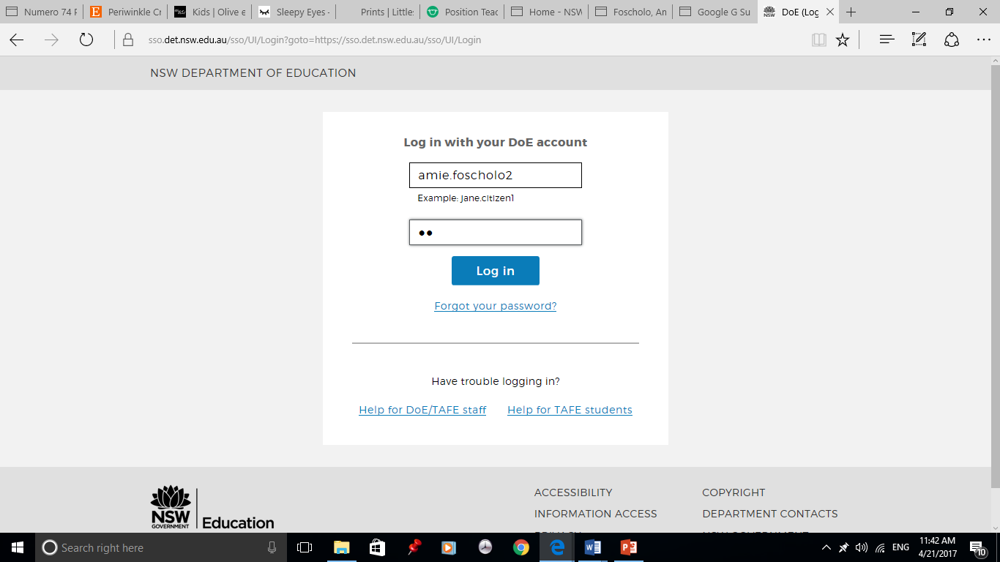 Numero 74 F
Periwinkle Cr
Kids | Olive e
Sleepy Eyes -
Prints | Little:
Position Teac
Home - NSW
Foscholo, An
Google G Su
DoE (Log
sso.det.nsw.edu.au/sso/UI/Login?goto=https://sso.det.nsw.edu.au/sso/UI/Login
NSW DEPARTMENT OF EDUCATION
Log in with your DoE account
amie.foscholo2
Example: jane.citizen1
Log in
Forgot your password?
Have trouble logging in?
Help for DoE/TAFE staff Help for TAFE students
ACCESSIBILITY COPYRIGHT
INFORMATION ACCESS DEPARTMENT CONTACTS
NSW
GOVERNMENT
Education
Search right here
ENG
11:42 AM
4/21/2017
10